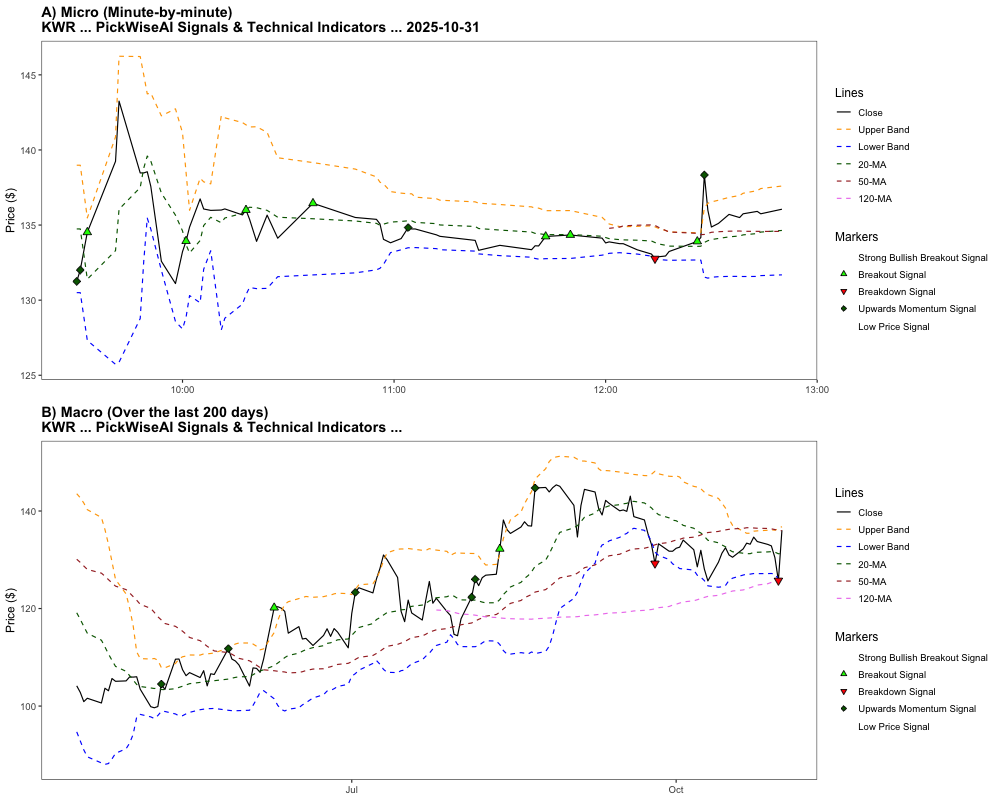 A) Micro (Minute-by-minute)
KWR ... PickWiseAI Signals & Technical Indicators ... 2025-10-31
Price ($)
145
140
135
130
125
10:00
11:00
12:00
13:00
Lines
Close
Upper Band
Lower Band
20-MA
50-MA
120-MA
Markers
Strong Bullish Breakout Signal
Breakout Signal
Breakdown Signal
Upwards Momentum Signal
Low Price Signal
B) Macro (Over the last 200 days)
KWR ... PickWiseAI Signals & Technical Indicators ...
Price ($)
140
120
100
Jul
Oct
Lines
Close
Upper Band
Lower Band
20-MA
50-MA
120-MA
Markers
Strong Bullish Breakout Signal
Breakout Signal
Breakdown Signal
Upwards Momentum Signal
Low Price Signal